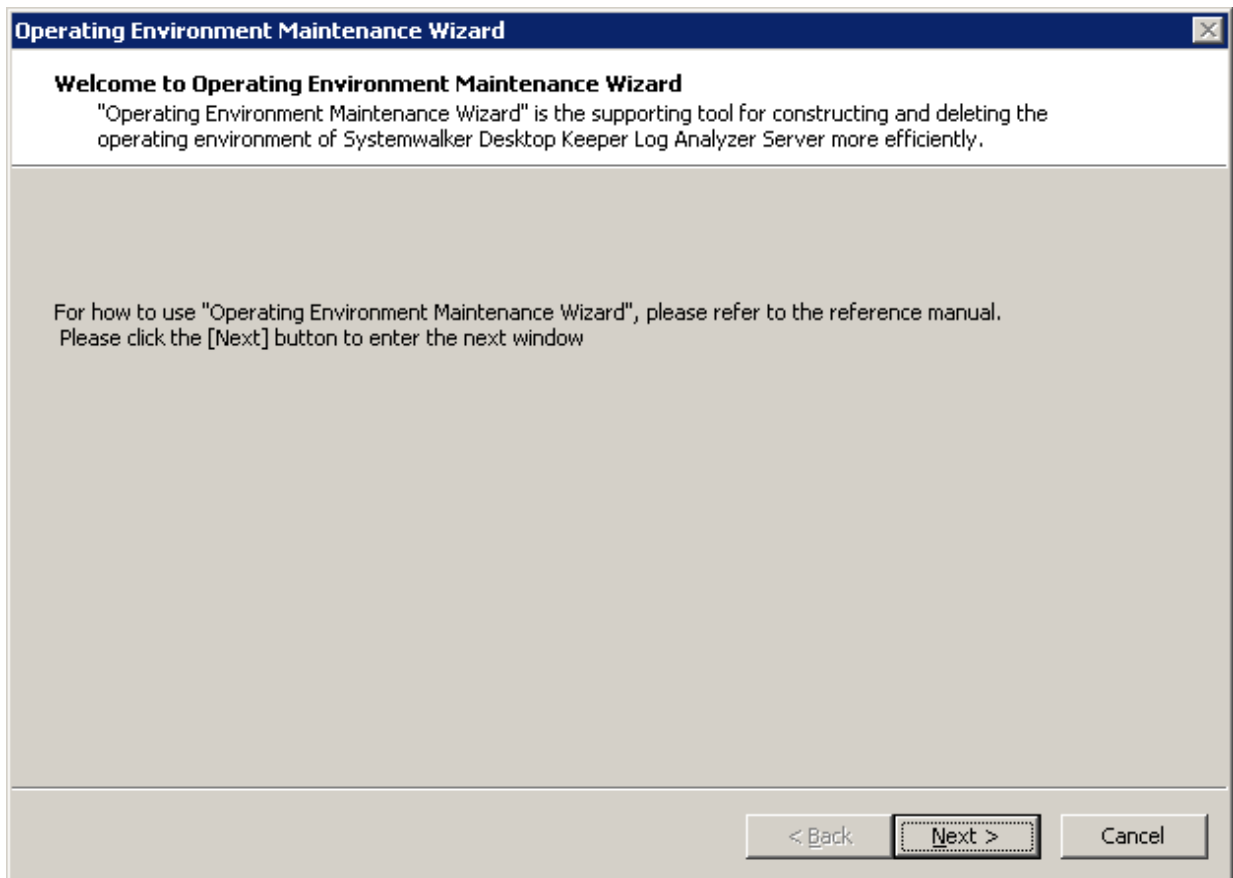 Operating Environment Maintenance Wizard
Welcome to Operating Environment Maintenance Wizard
"Operating Environment Maintenance Wizard" is the supporting tool for constructing and deleting the
operating environment of Systemwalker Desktop Keeper Log Analyzer Server more efficiently.
For how to use "Operating Environment Maintenance Wizard", please refer to the reference manual.
Please click the [Next] button to enter the next window
< Back Next > Cancel